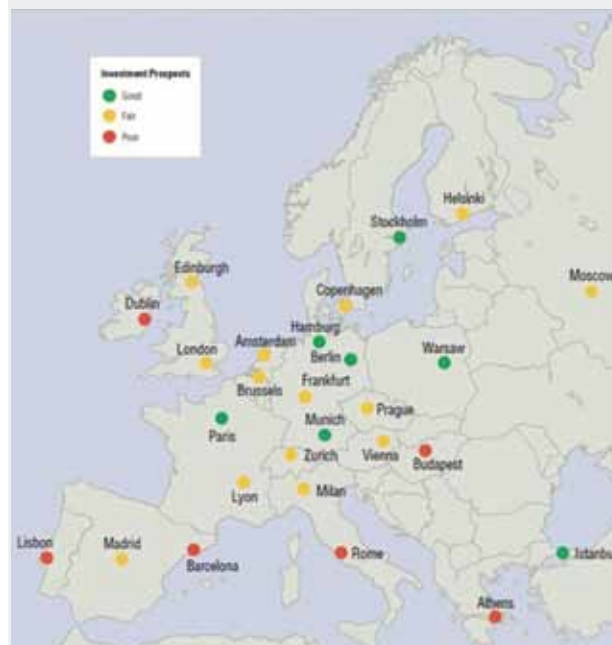 Investment Prospects
Good
Fair
Poor
Helsinki
Stockholm
Moscow
Edinburgh
Copenhagen
Dublin
Hamburg
Amsterdam
London
Berlin
Warsaw
Brussels
Frankfurt
Prague
Paris
Munich
Zurich
Vienna
Budapest
Lyon
Milan
Lisbon
Madrid
Barcelona
Rome
Istanbul
Athens